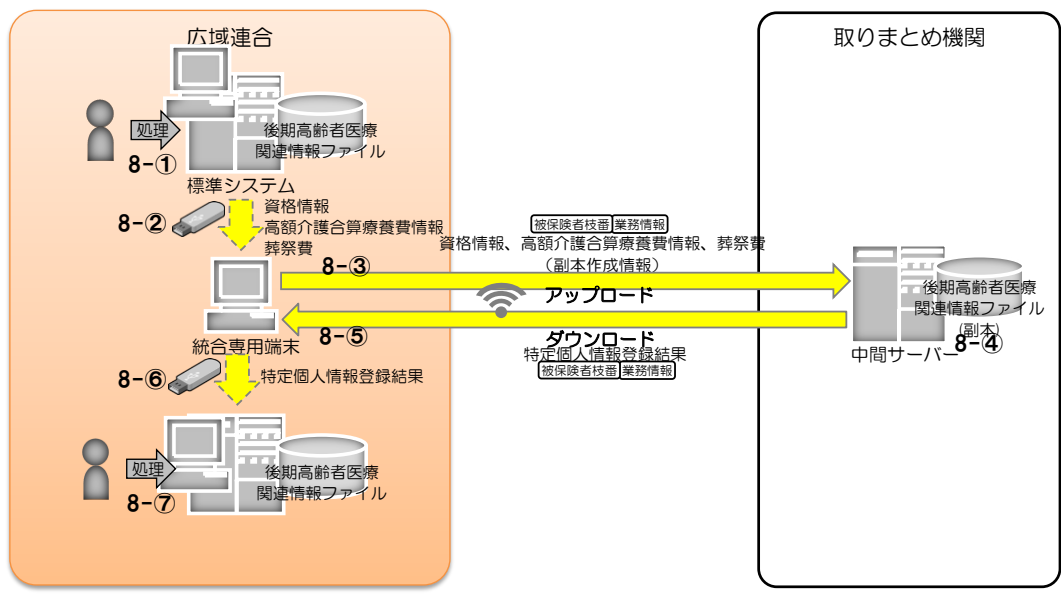 広域連合
処理
8-①
後期高齢者医療
関連情報ファイル
標準システム
8-②
資格情報
高額介護合算療養費情報
葬祭費
8-③
被保険者枝番 業務情報
資格情報、高額介護合算療養費情報、葬祭費
（副本作成情報）
アップロード
統合専用端末
8-⑤
ダウンロード
特定個人情報登録結果
被保険者枝番 業務情報
8-⑥
特定個人情報登録結果
処理
8-⑦
後期高齢者医療
関連情報ファイル
取りまとめ機関
後期高齢者医療
関連情報ファイル
(副本)
8-④
中間サーバー